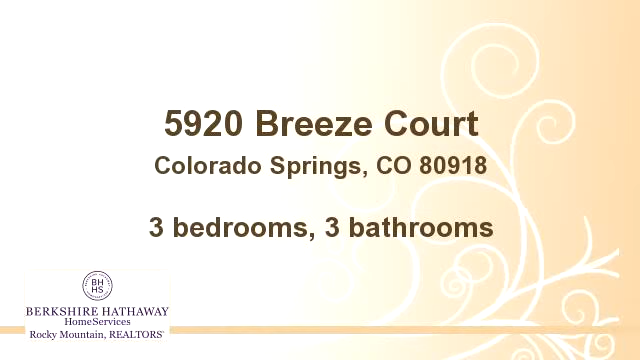 5920 Breeze Court
Colorado Springs, CO 80918
3 bedrooms, 3 bathrooms
BH
HS
BERKSHIRE HATHAWAY
HomeServices
Rocky Mountain, REALTORS®